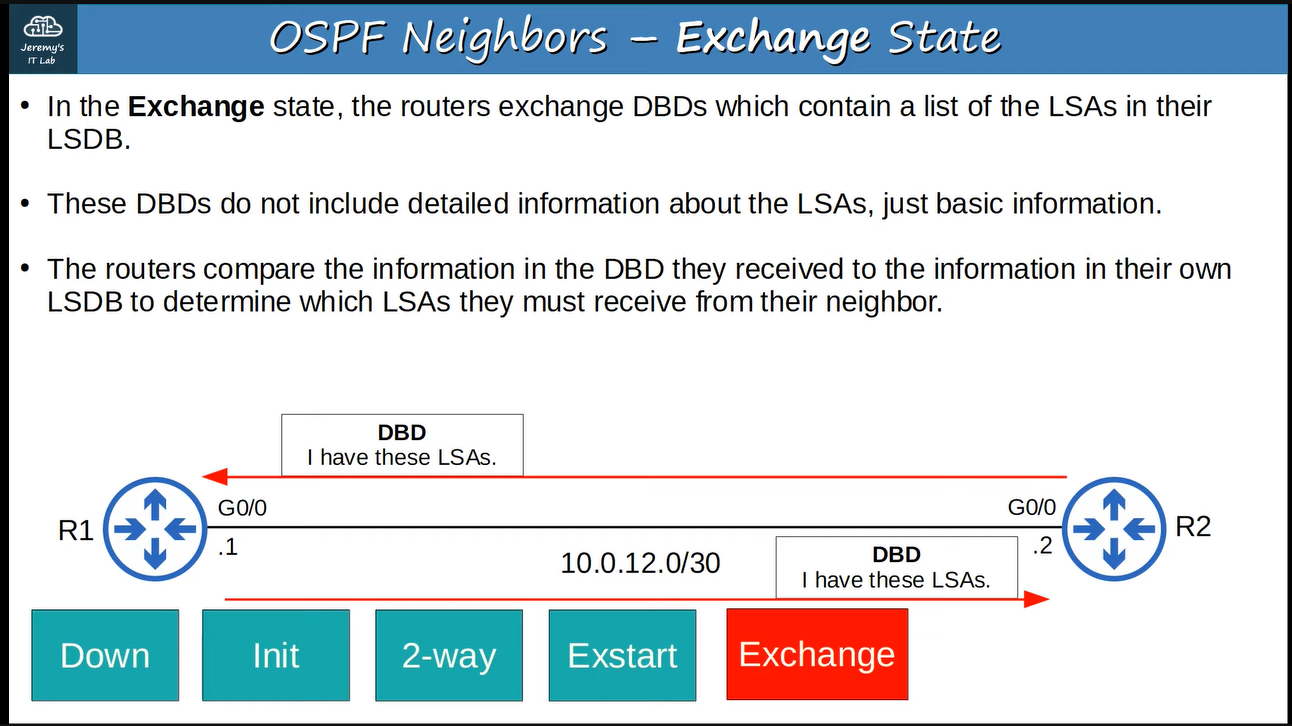 Jeremy's
IT Lab
OSPF Neighbors – Exchange State
• In the Exchange state, the routers exchange DBDs which contain a list of the LSAs in their
LSDB.
• These DBDs do not include detailed information about the LSAs, just basic information.
• The routers compare the information in the DBD they received to the information in their own
LSDB to determine which LSAs they must receive from their neighbor.
DBD
I have these LSAs.
R1
G0/0
.1
10.0.12.0/30
G0/0
.2
R2
DBD
I have these LSAs.
Down
Init
2-way
Exstart
Exchange